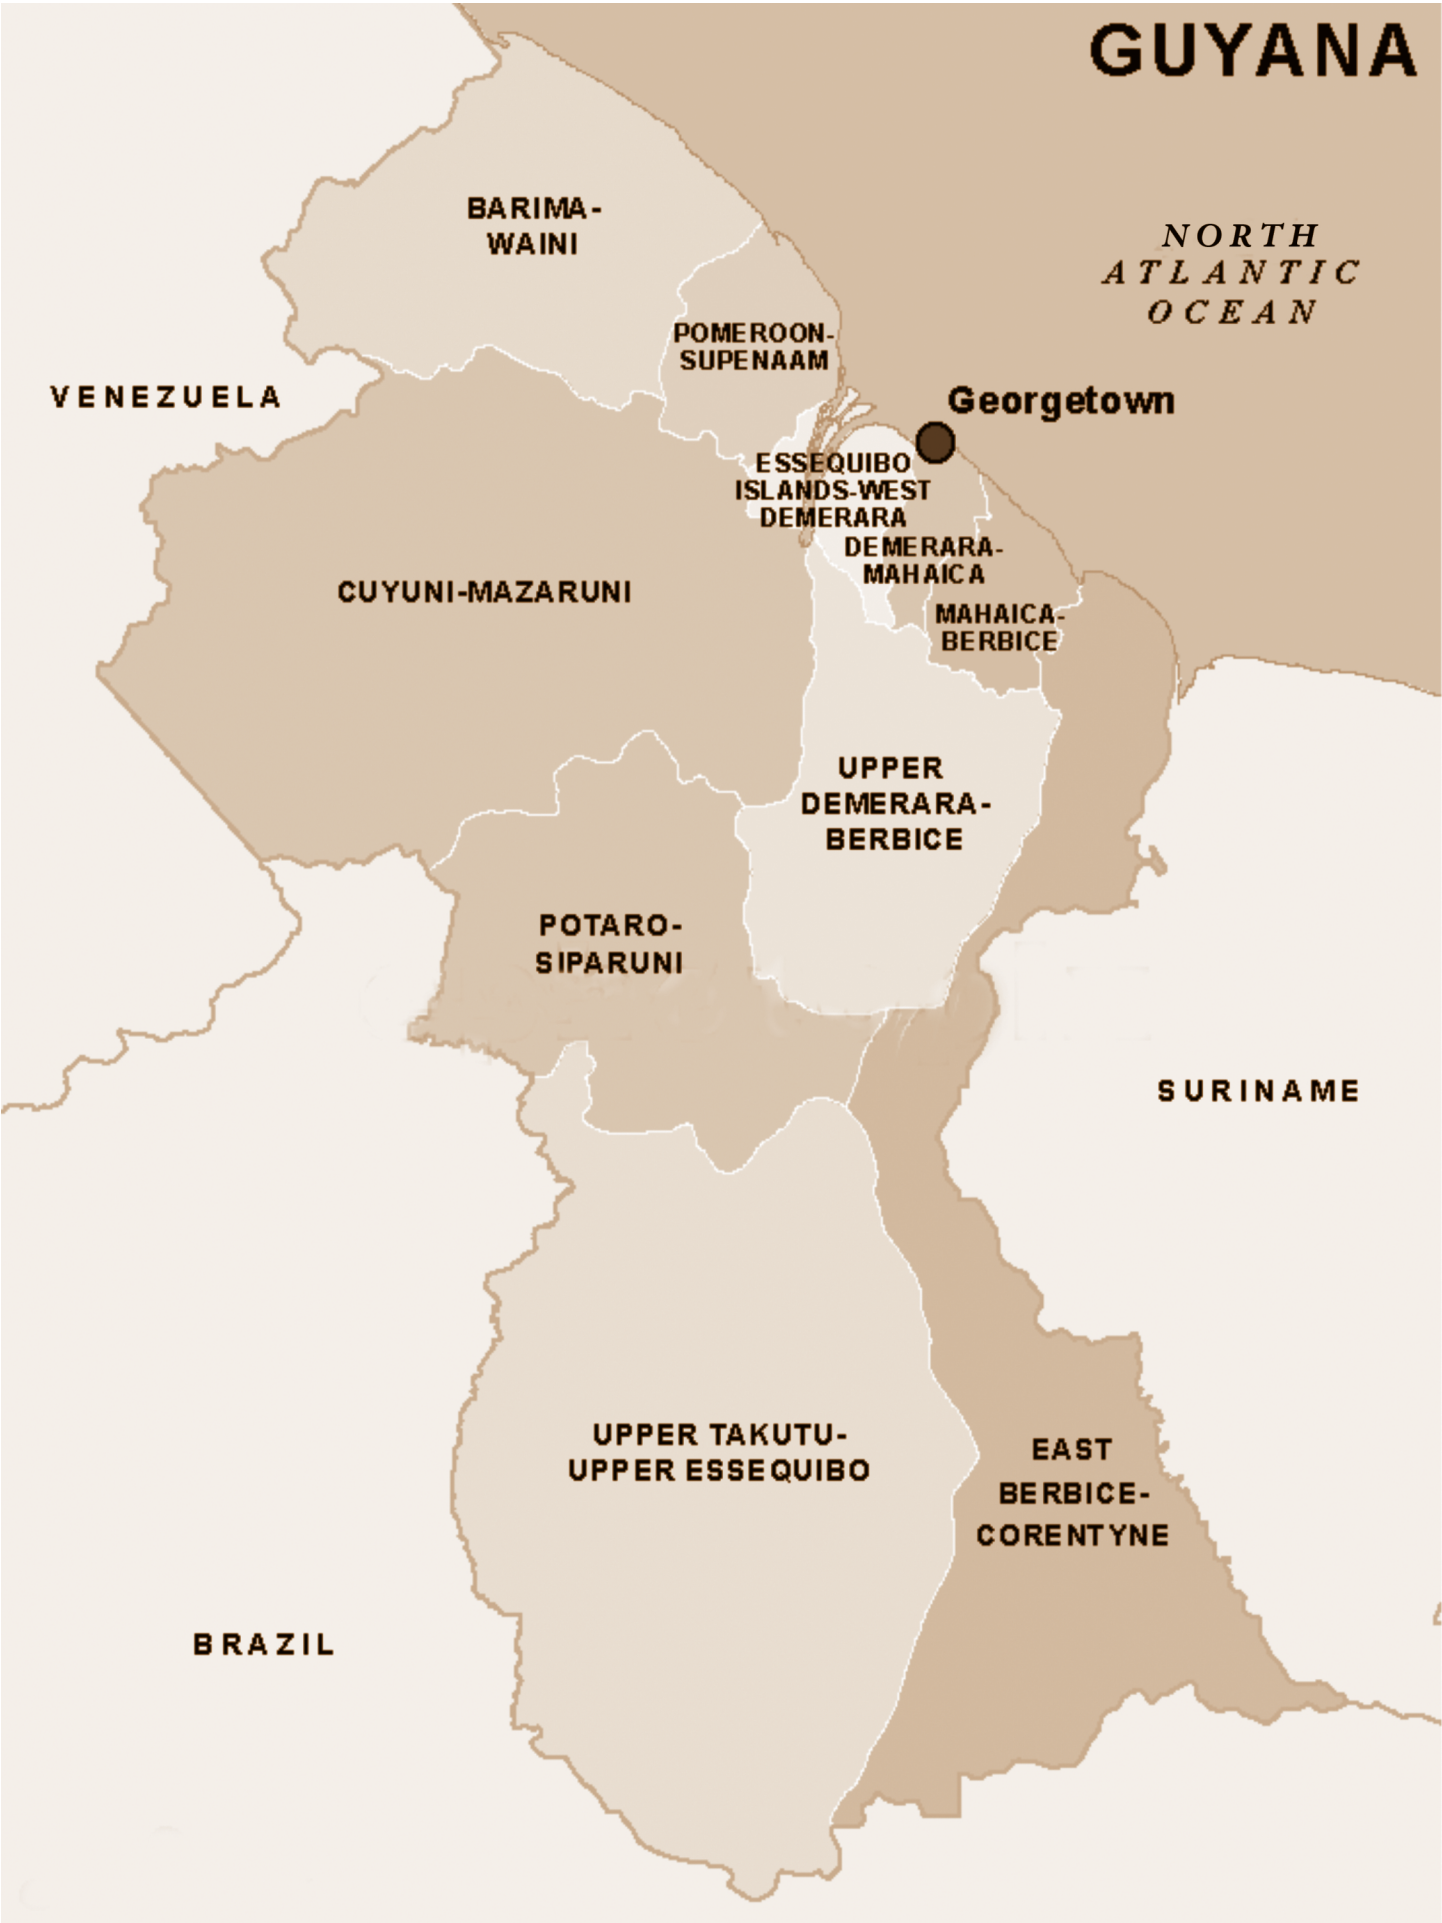 GUYANA
BARIMA-
WAINI
NORTH
ATLANTIC
OCEAN
POMEROON-
SUPENAAM
VENEZUELA
Georgetown
ESSEQUIBO
ISLANDS-WEST
DEMERARA
DEMERARA-
MAHAICA
CUYUNI-MAZARUNI
MAHAICA-
BERBICE
UPPER
DEMERARA-
BERBICE
POTARO-
SIPARUNI
SURINAME
UPPER TAKUTU-
UPPER ESSEQUIBO
EAST
BERBICE-
CORENTYNE
BRAZIL